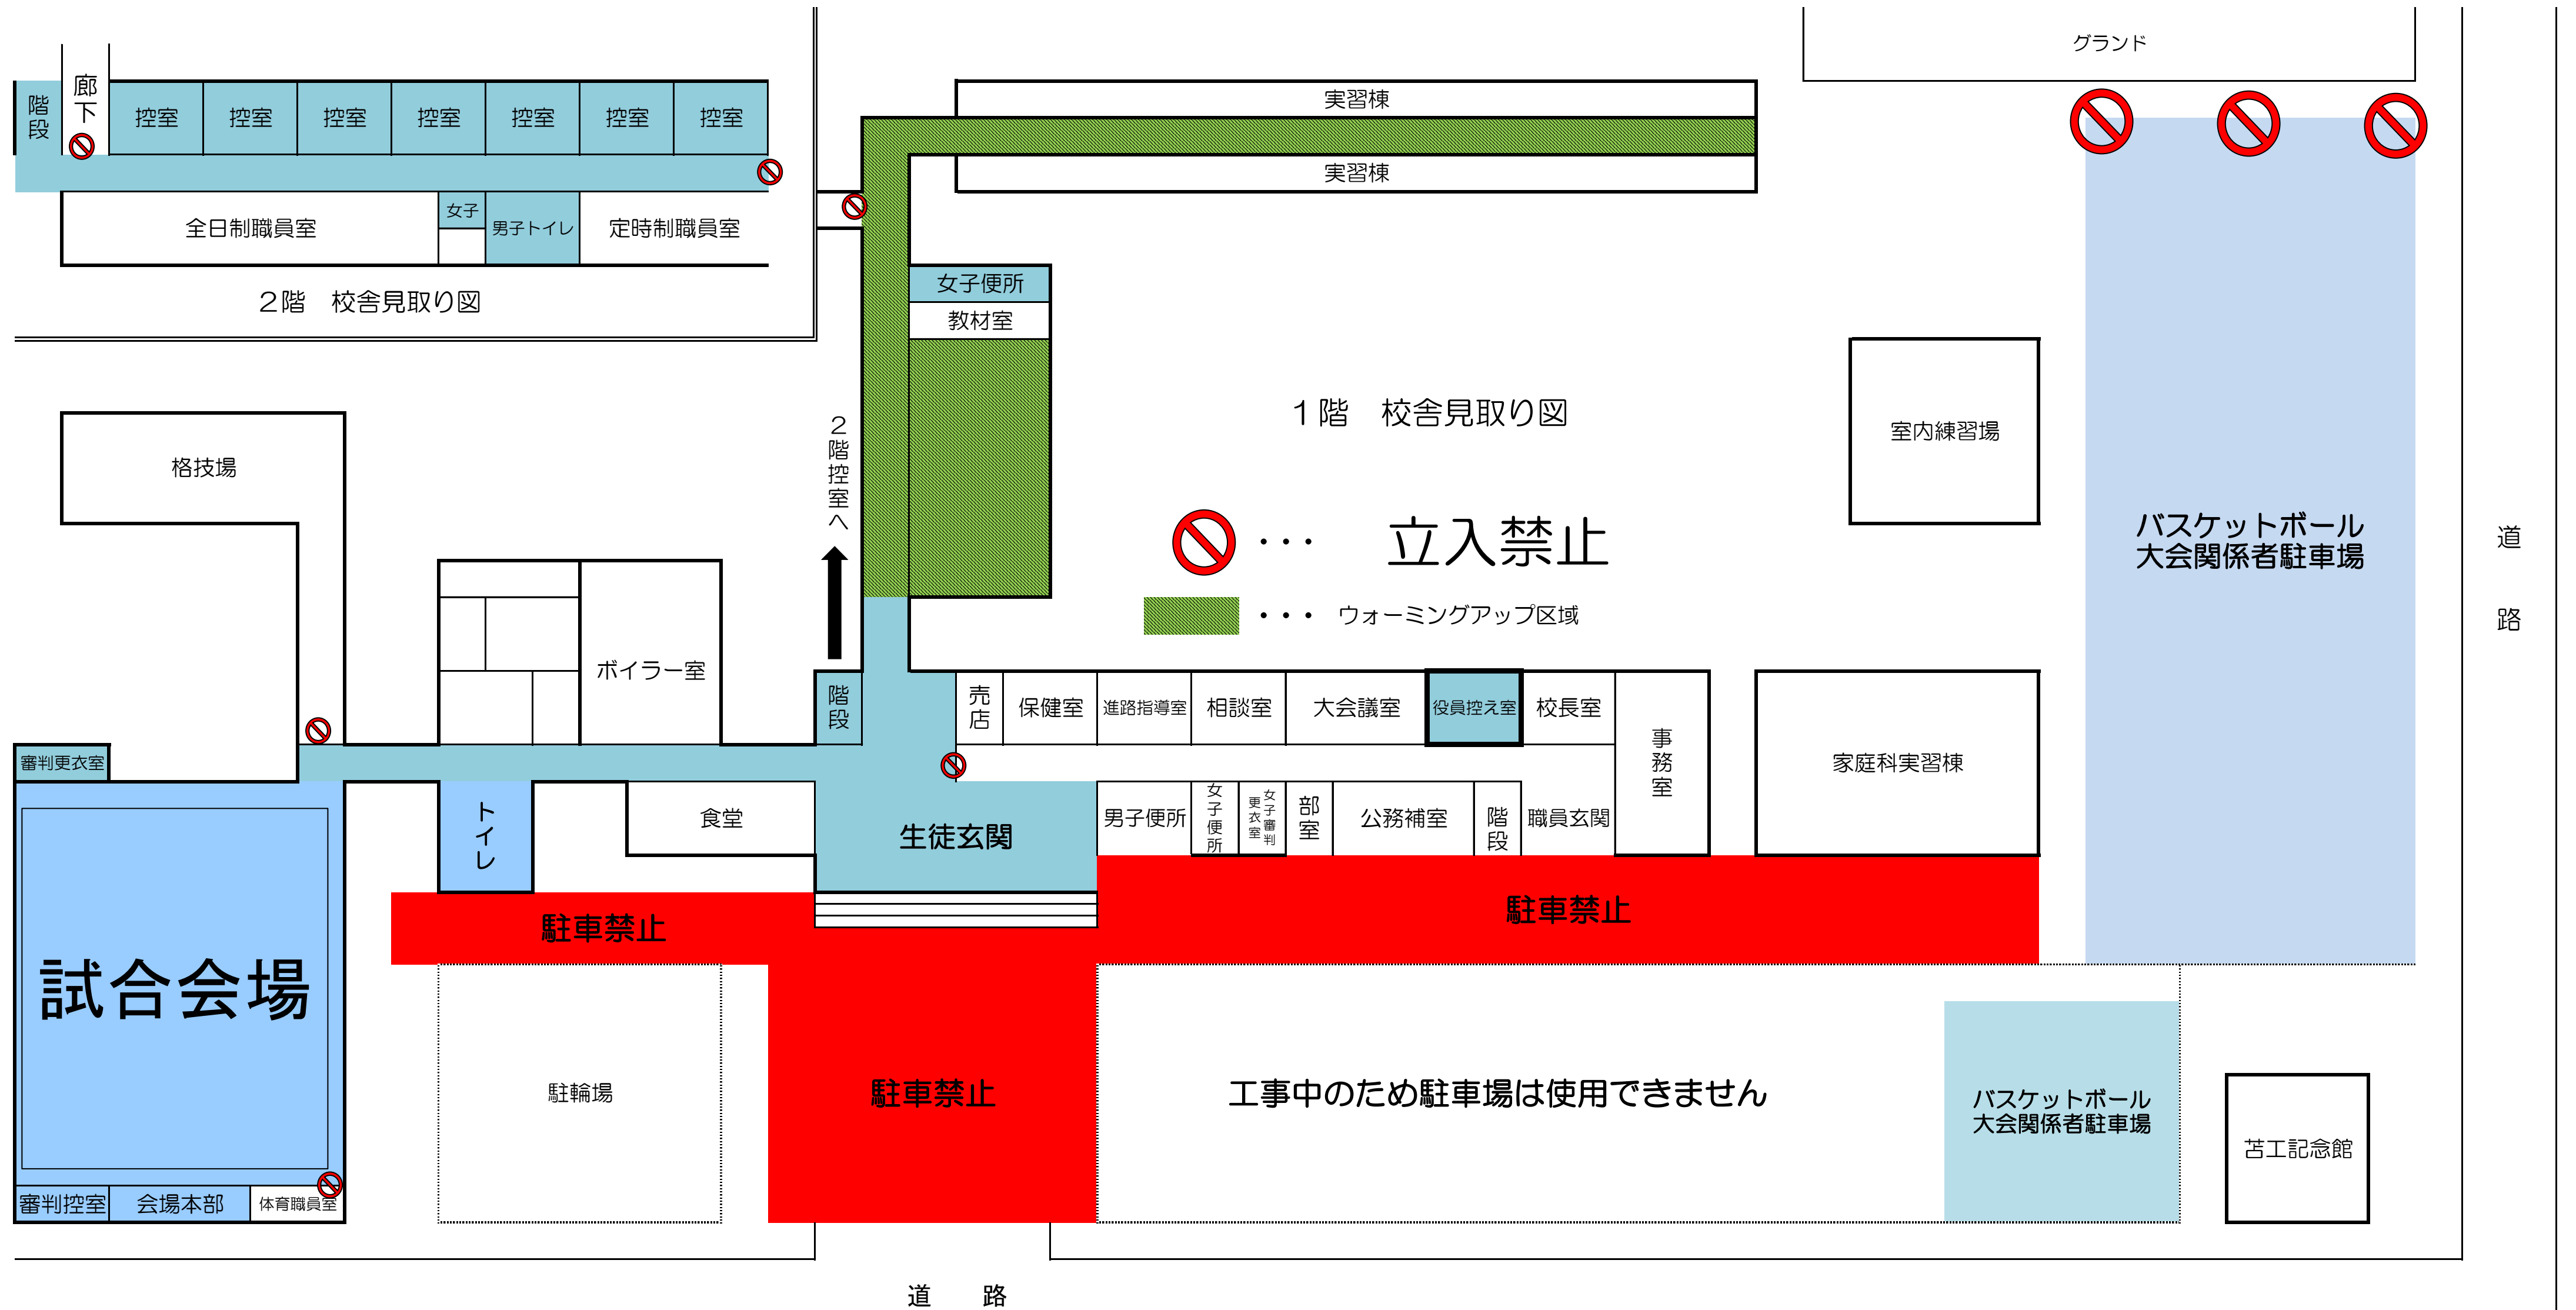 グランド
階段
廊下
控室
控室
控室
控室
控室
控室
控室
全日制職員室
女子
男子トイレ
定時制職員室
２階　校舎見取り図
実習棟
実習棟
女子便所
教材室
２階控室へ
１階　校舎見取り図
・・・　立入禁止
・・・　ウォーミングアップ区域
室内練習場
バスケットボール
大会関係者駐車場
道　路
格技場
ボイラー室
階段
売店
保健室
進路指導室
相談室
大会議室
役員控え室
校長室
事務室
家庭科実習棟
審判更衣室
トイレ
食堂
生徒玄関
男子便所
女子便所
女子審判
更衣室
部室
公務補室
階段
職員玄関
駐車禁止
駐車禁止
試合会場
駐輪場
駐車禁止
工事中のため駐車場は使用できません
バスケットボール
大会関係者駐車場
苫工記念館
審判控室
会場本部
体育職員室
道　路